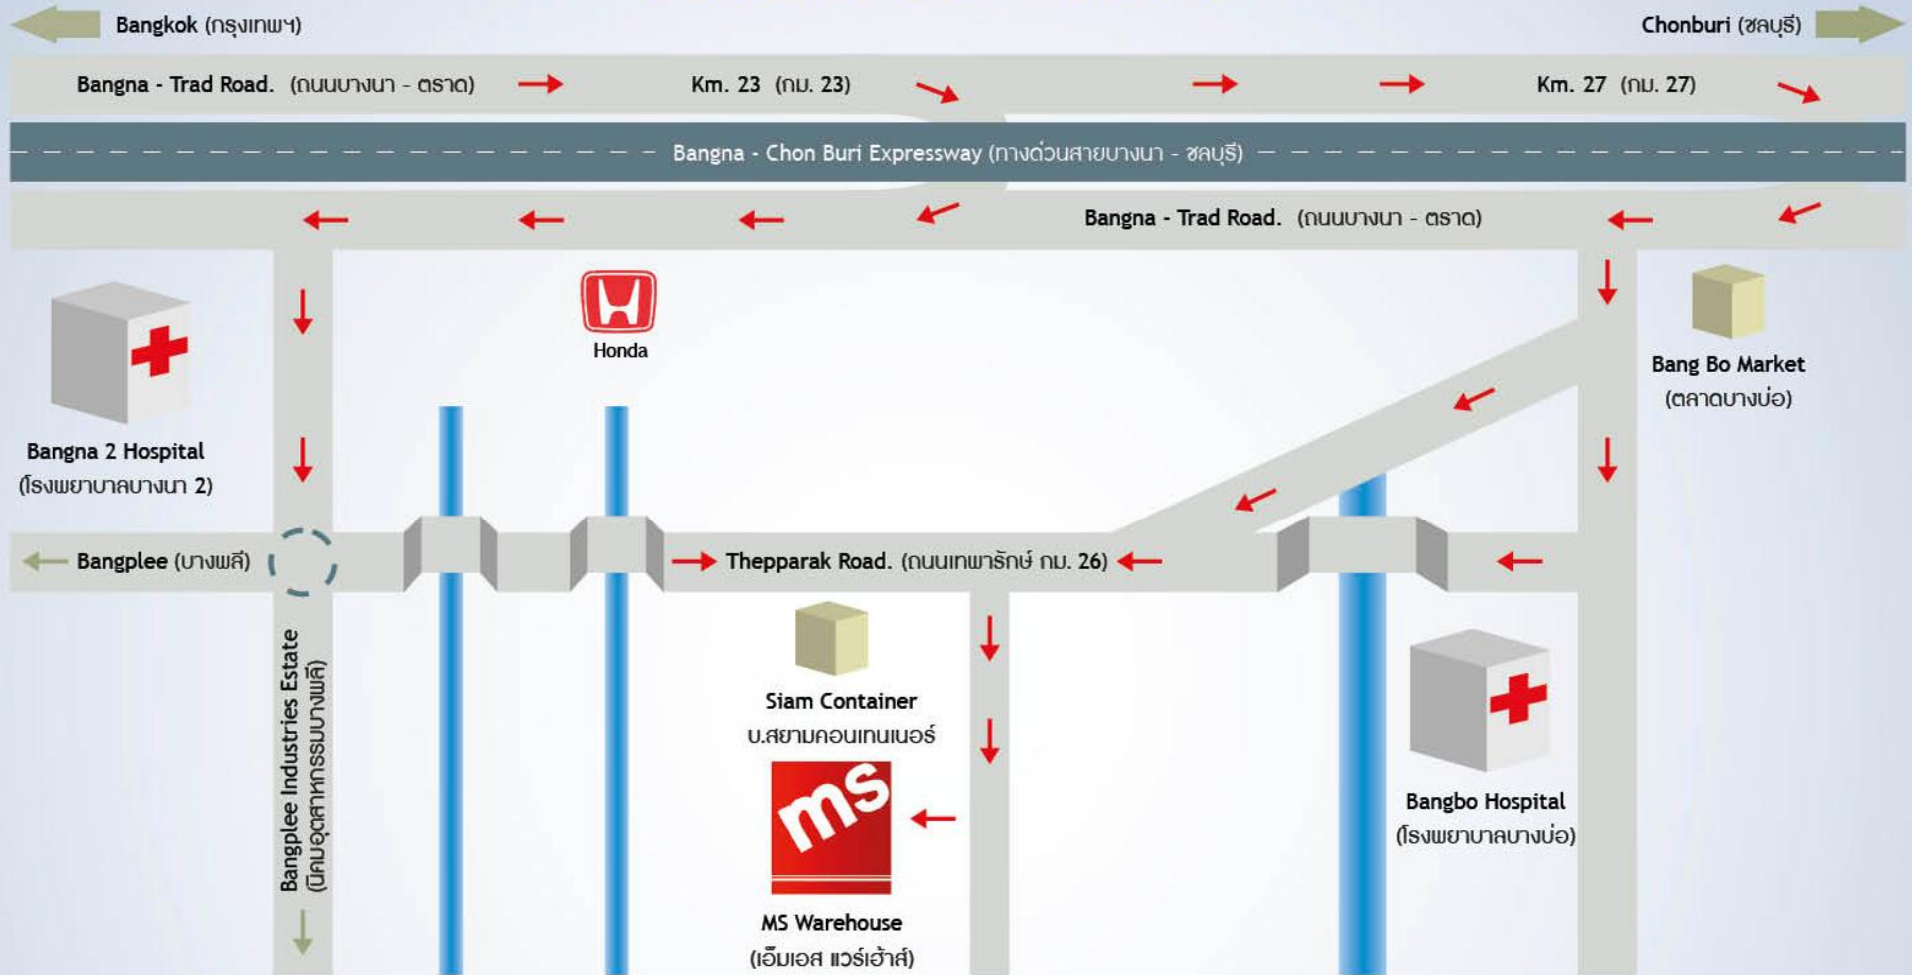 Bangkok (กรุงเทพฯ)
Chonburi (ชลบุรี)
Bangna - Trad Road. (ถนนบางนา - ตราด)
Km. 23 (กม. 23)
Km. 27 (กม. 27)
Bangna - Chon Buri Expressway (ทางด่วนสายบางนา - ชลบุรี)
Bangna - Trad Road. (ถนนบางนา - ตราด)
Honda
Bang Bo Market
(ตลาดบางบ่อ)
Bangna 2 Hospital
(โรงพยาบาลบางนา 2)
Bangplee (บางพลี)
Thepparak Road. (ถนนเทพารักษ์ กม. 26)
Bangplee Industries Estate
(นิคมอุตสาหกรรมบางพลี)
Siam Container
บ.สยามคอนเทนเนอร์
ms
MS Warehouse
(เอ็มเอส แวร์เฮ้าส์)
Bangbo Hospital
(โรงพยาบาลบางบ่อ)